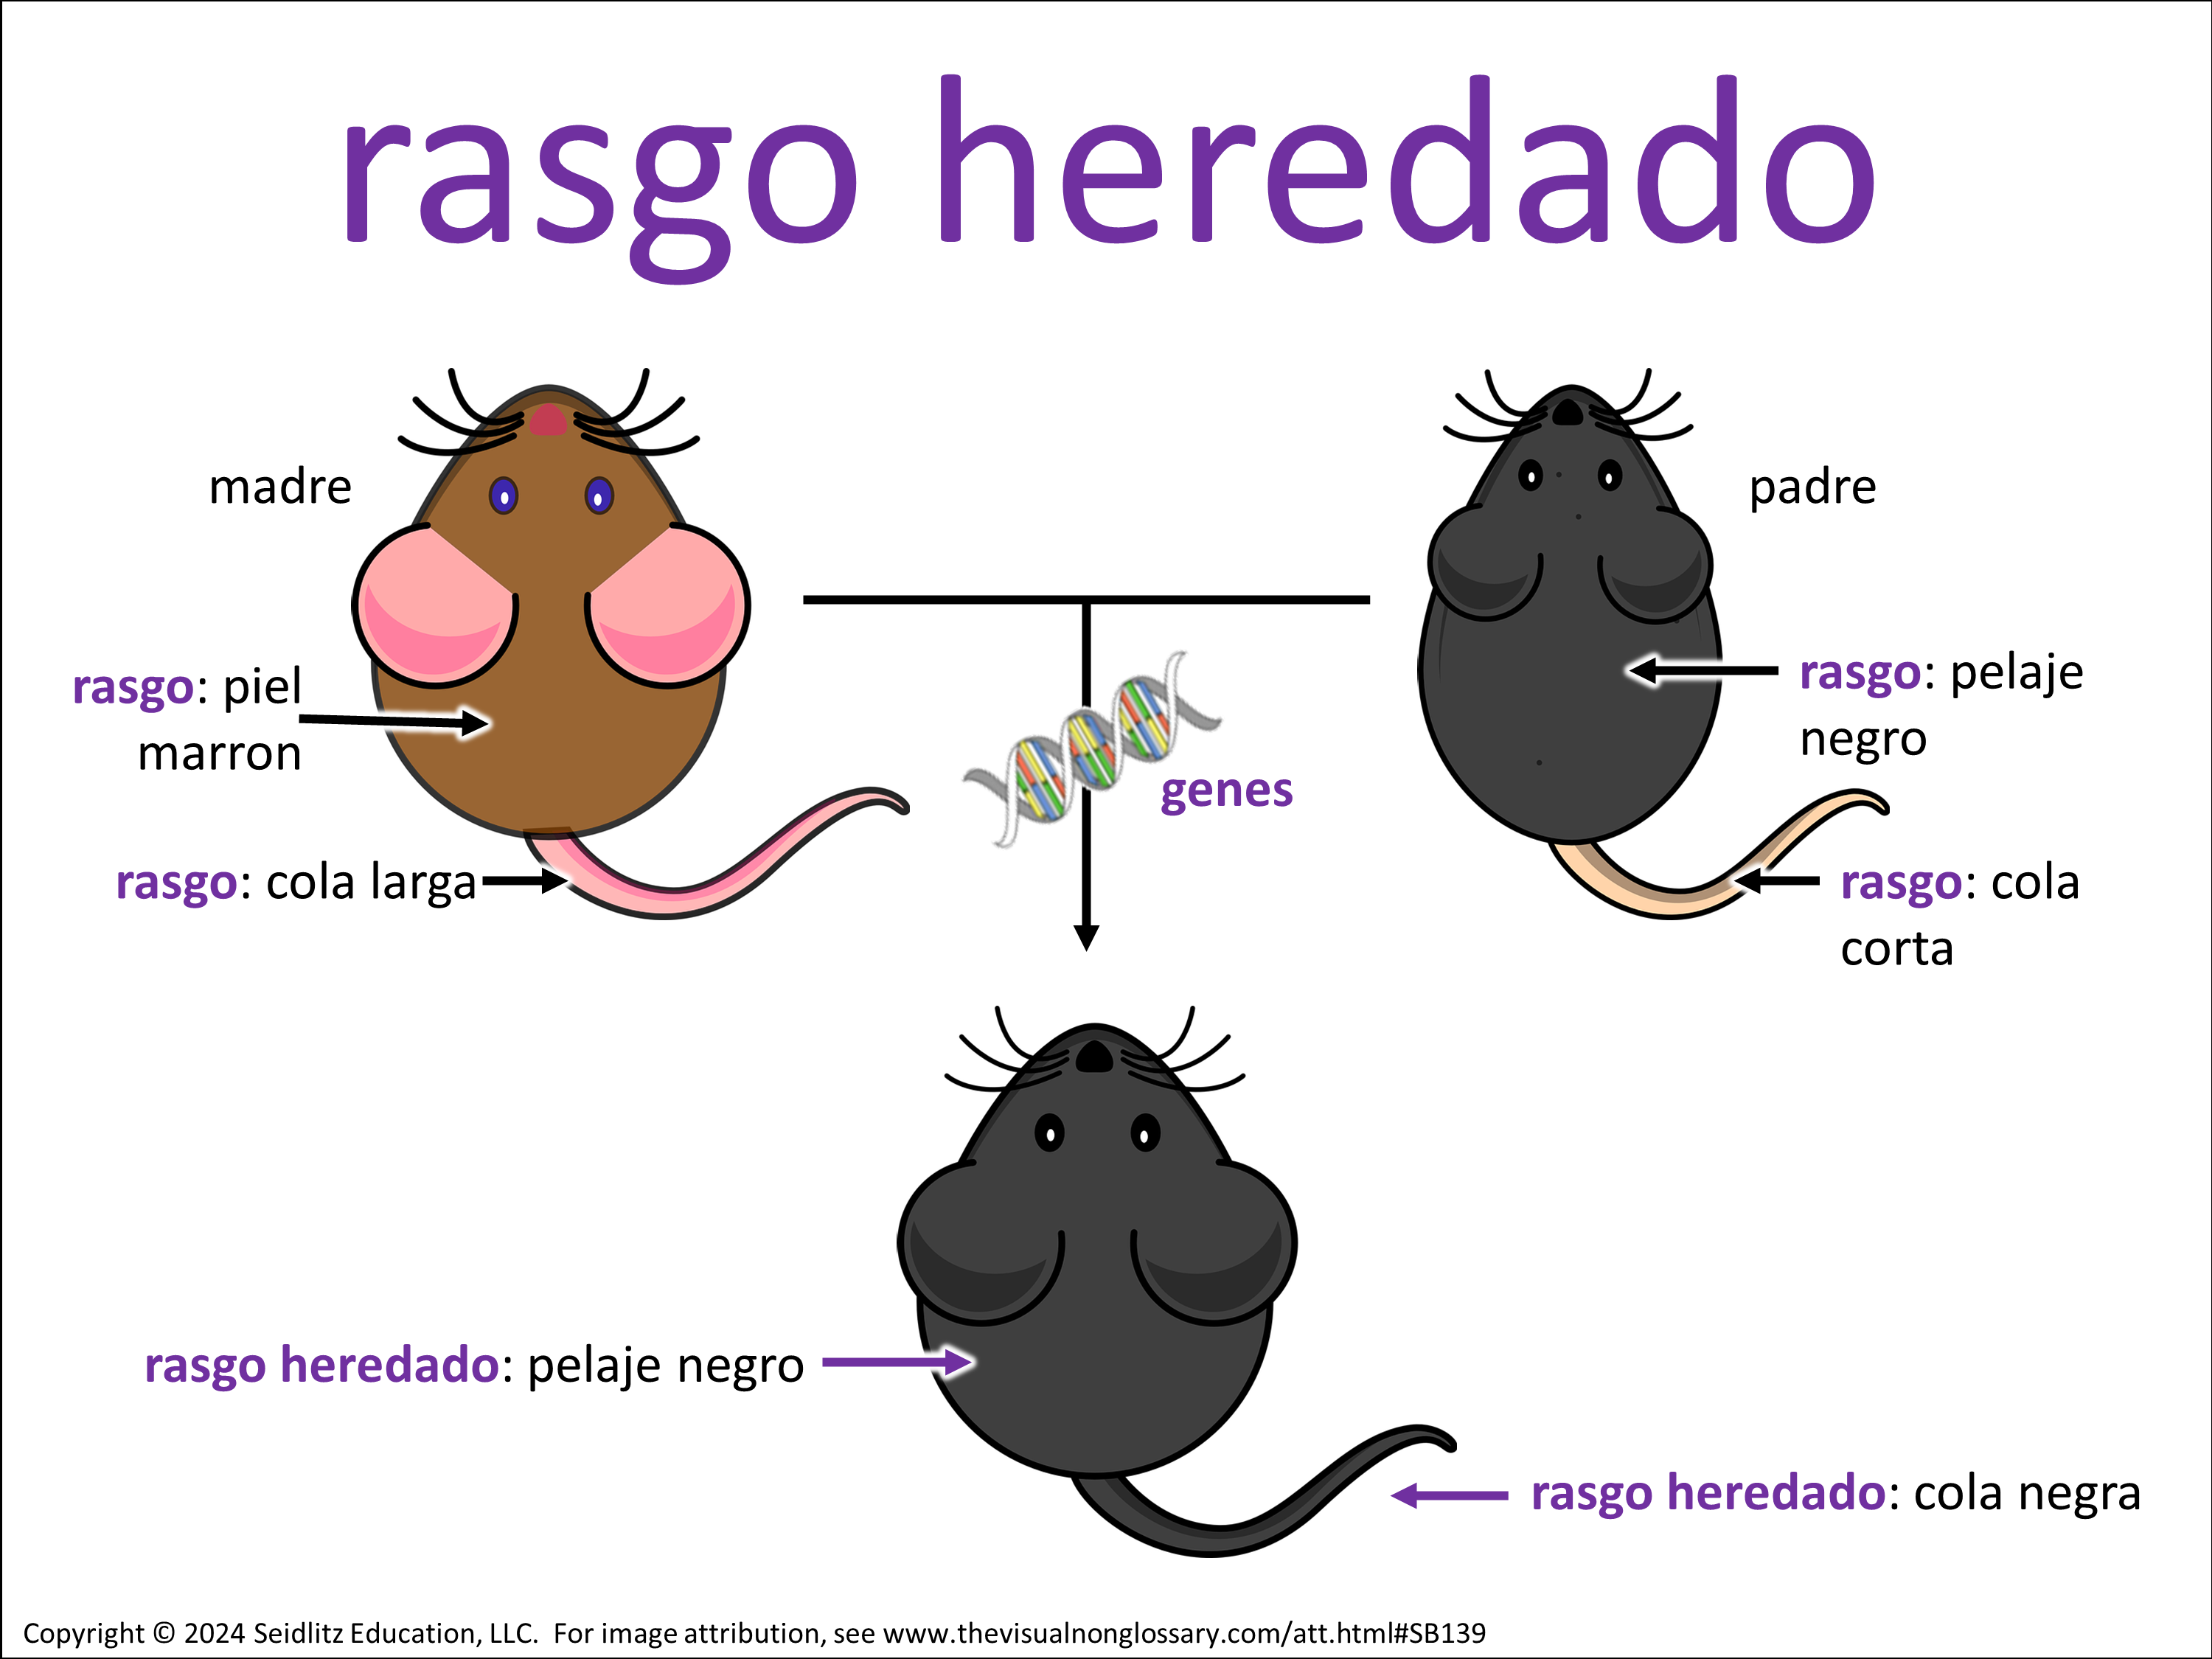 rasgo heredado
madre
padre
rasgo: piel
marron
rasgo: pelaje
negro
genes
rasgo: cola larga
rasgo: cola
corta
rasgo heredado: pelaje negro
rasgo heredado: cola negra
Copyright © 2024 Seidlitz Education, LLC.  For image attribution, see www.thevisualnonglossary.com/att.html#SB139